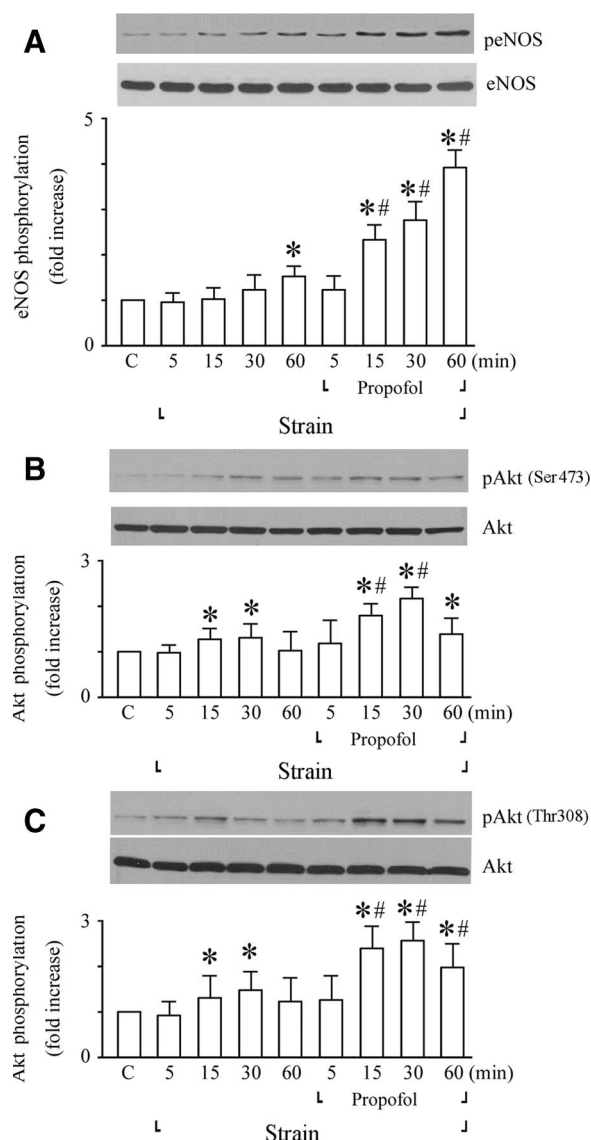 A
peNOS
eNOS
eNOS phosphorylation
(fold increase)
5
0
* *# *# *#
C 5 15 30 60 5 15 30 60 (min)
Propofol
Strain
B
pAkt (Ser473)
Akt
Akt phosphorylation
(fold increase)
3
0
* * *# *# *
C 5 15 30 60 5 15 30 60 (min)
Propofol
Strain
C
pAkt (Thr308)
Akt
Akt phosphorylation
(fold increase)
3
0
* * *# *# *#
C 5 15 30 60 5 15 30 60 (min)
Propofol
Strain